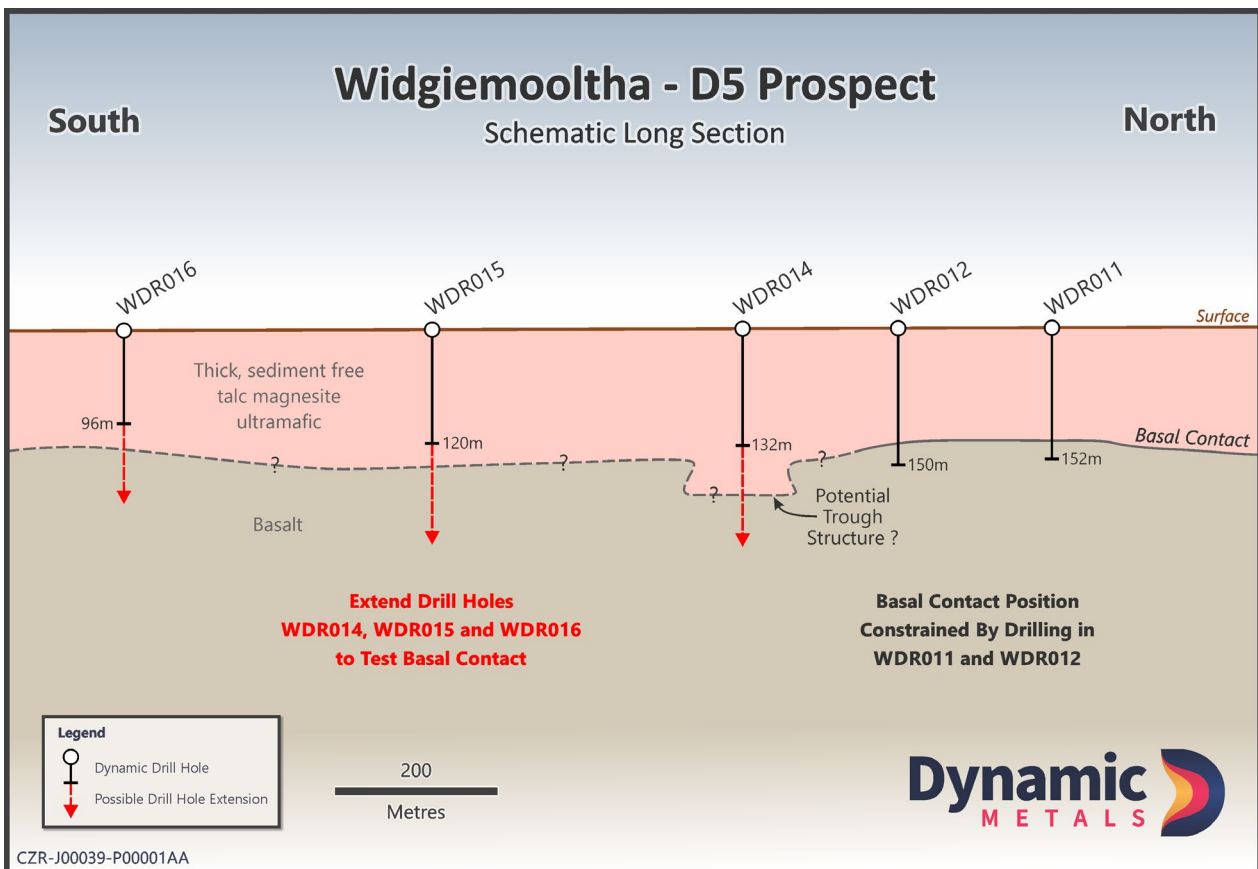 Widgiemooltha - D5 Prospect
Schematic Long Section
South
North
WDR016
WDR015
WDR014
WDR012
WDR011
Surface
Thick, sediment free
talc magnesite
ultramafic
96m
120m
132m
150m
152m
Basal Contact
?
?
?
?
Basalt
Potential
Trough
Structure ?
Extend Drill Holes
WDR014, WDR015 and WDR016
to Test Basal Contact
Basal Contact Position
Constrained By Drilling in
WDR011 and WDR012
Legend
Dynamic Drill Hole
Possible Drill Hole Extension
200
Metres
Dynamic
METALS
CZR-J00039-P00001AA